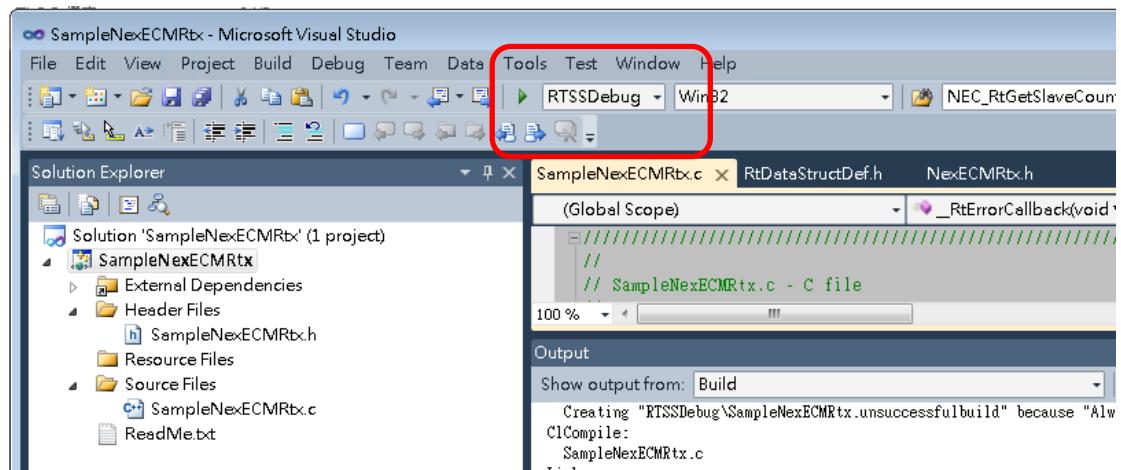 SampleNexECMRtx - Microsoft Visual Studio
File Edit View Project Build Debug Team Data Tools Test Window Help
RTSSDebug Win32 NEC_RtGetSlaveCoun
Solution Explorer
SampleNexECMRtx.c RtDataStructDef.h NexECMRtx.h
(Global Scope) __RtErrorCallback(void
Solution 'SampleNexECMRtx' (1 project)
SampleNexECMRtx
External Dependencies
Header Files
SampleNexECMRtx.h
Resource Files
Source Files
SampleNexECMRtx.c
ReadMe.txt
////////////////////////////////////////////////////////////
//
// SampleNexECMRtx.c - C file
100 %
Output
Show output from: Build
Creating "RTSSDebug\SampleNexECMRtx.unsuccessfulbuild" because "Alw
ClCompile:
SampleNexECMRtx.c